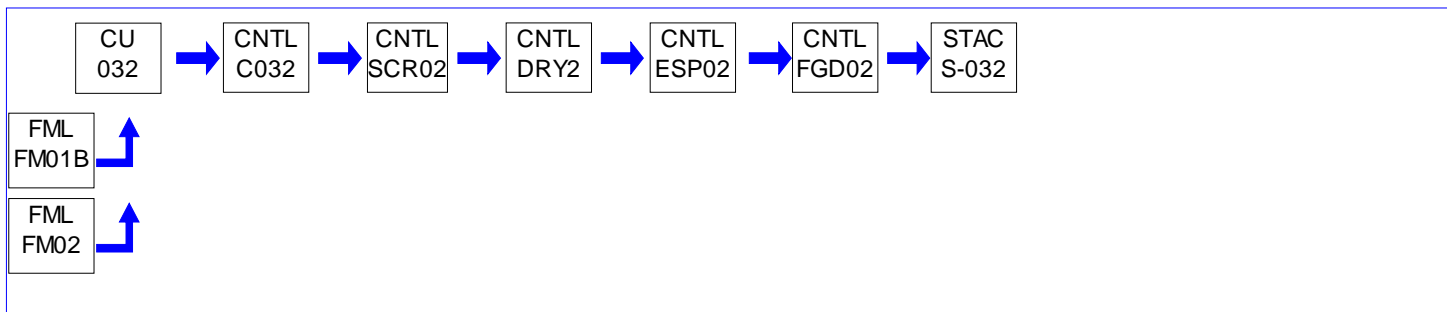 CU
032
CNTL
C032
CNTL
SCR02
CNTL
DRY2
CNTL
ESP02
CNTL
FGD02
STAC
S-032
FML
FM01B
FML
FM02